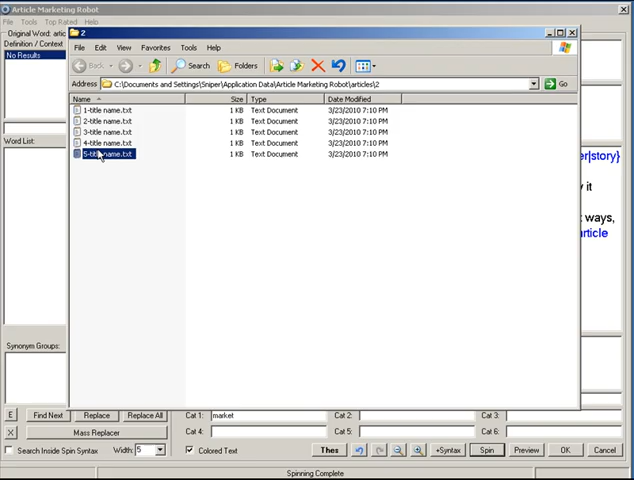 Article Marketing Robot
File Tools Top Rated Help
Original Word: artic
Definition / Context
No Results
Word List:
Synonym Groups:
2
File Edit View Favorites Tools Help
Back Search Folders
Address C:\Documents and Settings\Sniper\Application Data\Article Marketing Robot\articles\2 Go
Name Size Type Date Modified
1-title name.txt 1 KB Text Document 3/23/2010 7:10 PM
2-title name.txt 1 KB Text Document 3/23/2010 7:10 PM
3-title name.txt 1 KB Text Document 3/23/2010 7:10 PM
4-title name.txt 1 KB Text Document 3/23/2010 7:10 PM
5-title name.txt 1 KB Text Document 3/23/2010 7:10 PM
er|story}
y it
ways,
article
E Find Next Replace Replace All Cat 1: market Cat 2: Cat 3:
X Mass Replacer Cat 4: Cat 5: Cat 6:
Search Inside Spin Syntax Width: 5 Colored Text Thes +Syntax Spin Preview OK Cancel
Spinning Complete